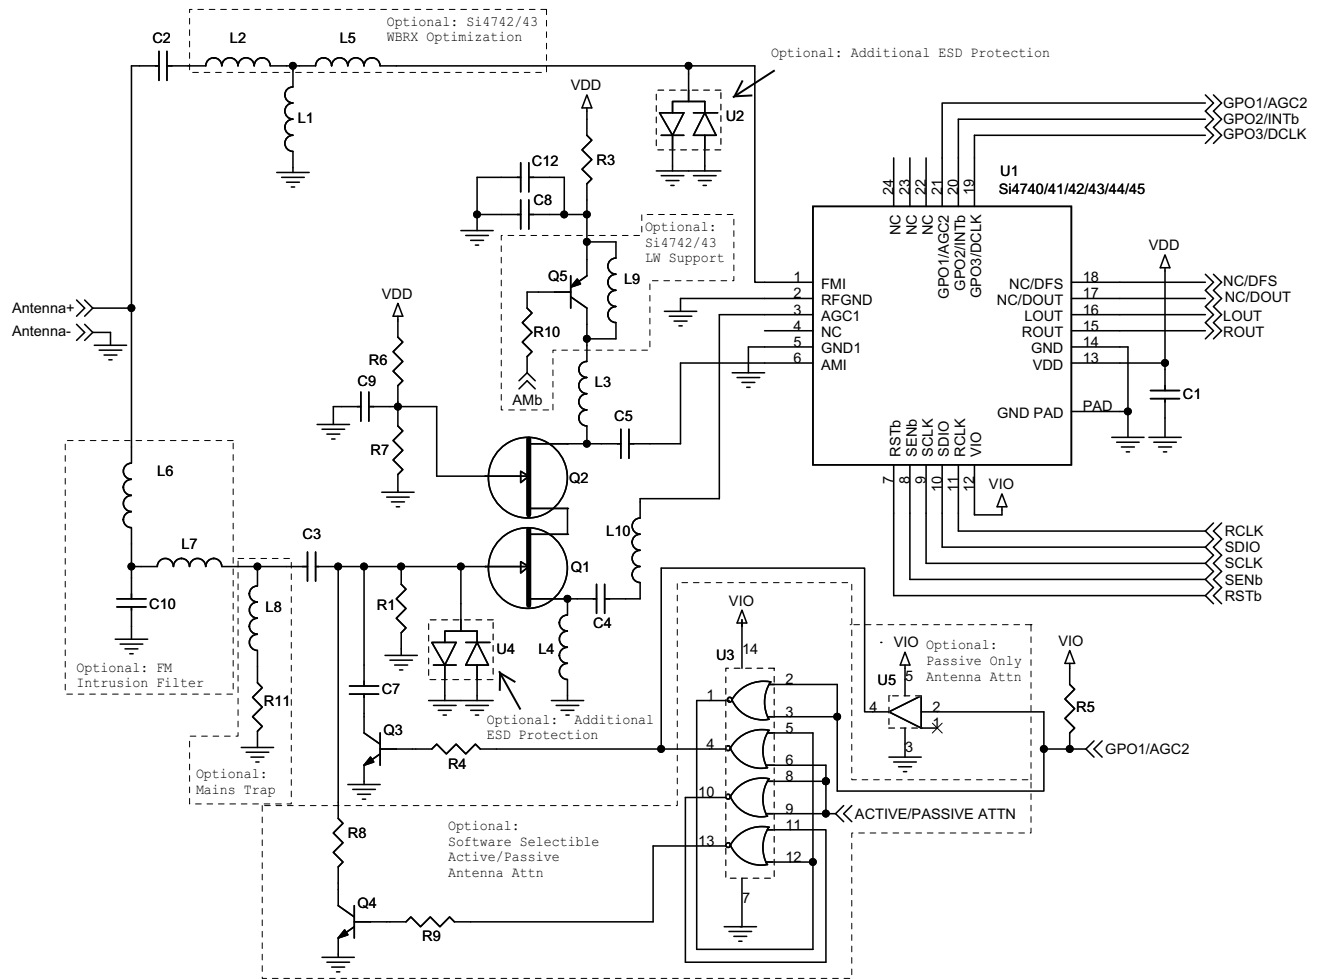 Optional: Si4742/43
WBRX Optimization
C2
L2
L5
L1
Optional: Additional ESD Protection
U2
VDD
R3
C12
C8
Optional:
Si4742/43
LW Support
Q5
L9
R10
AMb
L3
C5
GPO1/AGC2
GPO2/INTb
GPO3/DCLK
U1
Si4740/41/42/43/44/45
24
23
22
21
20
19
NC
NC
NC
GPO1/AGC2
GPO2/INTb
GPO3/DCLK
1 FMI
2 RFGND
3 AGC1
4 NC
5 GND1
6 AMI
NC/DFS 18
NC/DOUT 17
LOUT 16
ROUT 15
GND 14
VDD 13
GND PAD PAD
NC/DFS
NC/DOUT
LOUT
ROUT
VDD
C1
RSTb
SENb
SCLK
SDIO
RCLK
VIO
7
8
9
10
11
12
VIO
RCLK
SDIO
SCLK
SENb
RSTb
Antenna+
Antenna-
VDD
R6
C9
R7
Q2
Q1
L10
C4
L4
L6
L7
C10
Optional: FM
Intrusion Filter
C3
L8
R11
Optional:
Mains Trap
R1
C7
Q3
R4
U4
Optional: Additional
ESD Protection
R8
Q4
R9
Optional:
Software Selectible
Active/Passive
Antenna Attn
VIO
U3
14
1
2
3
4
5
6
8
10
9
11
13
12
7
ACTIVE/PASSIVE ATTN
VIO
Optional:
Passive Only
Antenna Attn
U5
5
4
2
1
3
VIO
R5
GPO1/AGC2